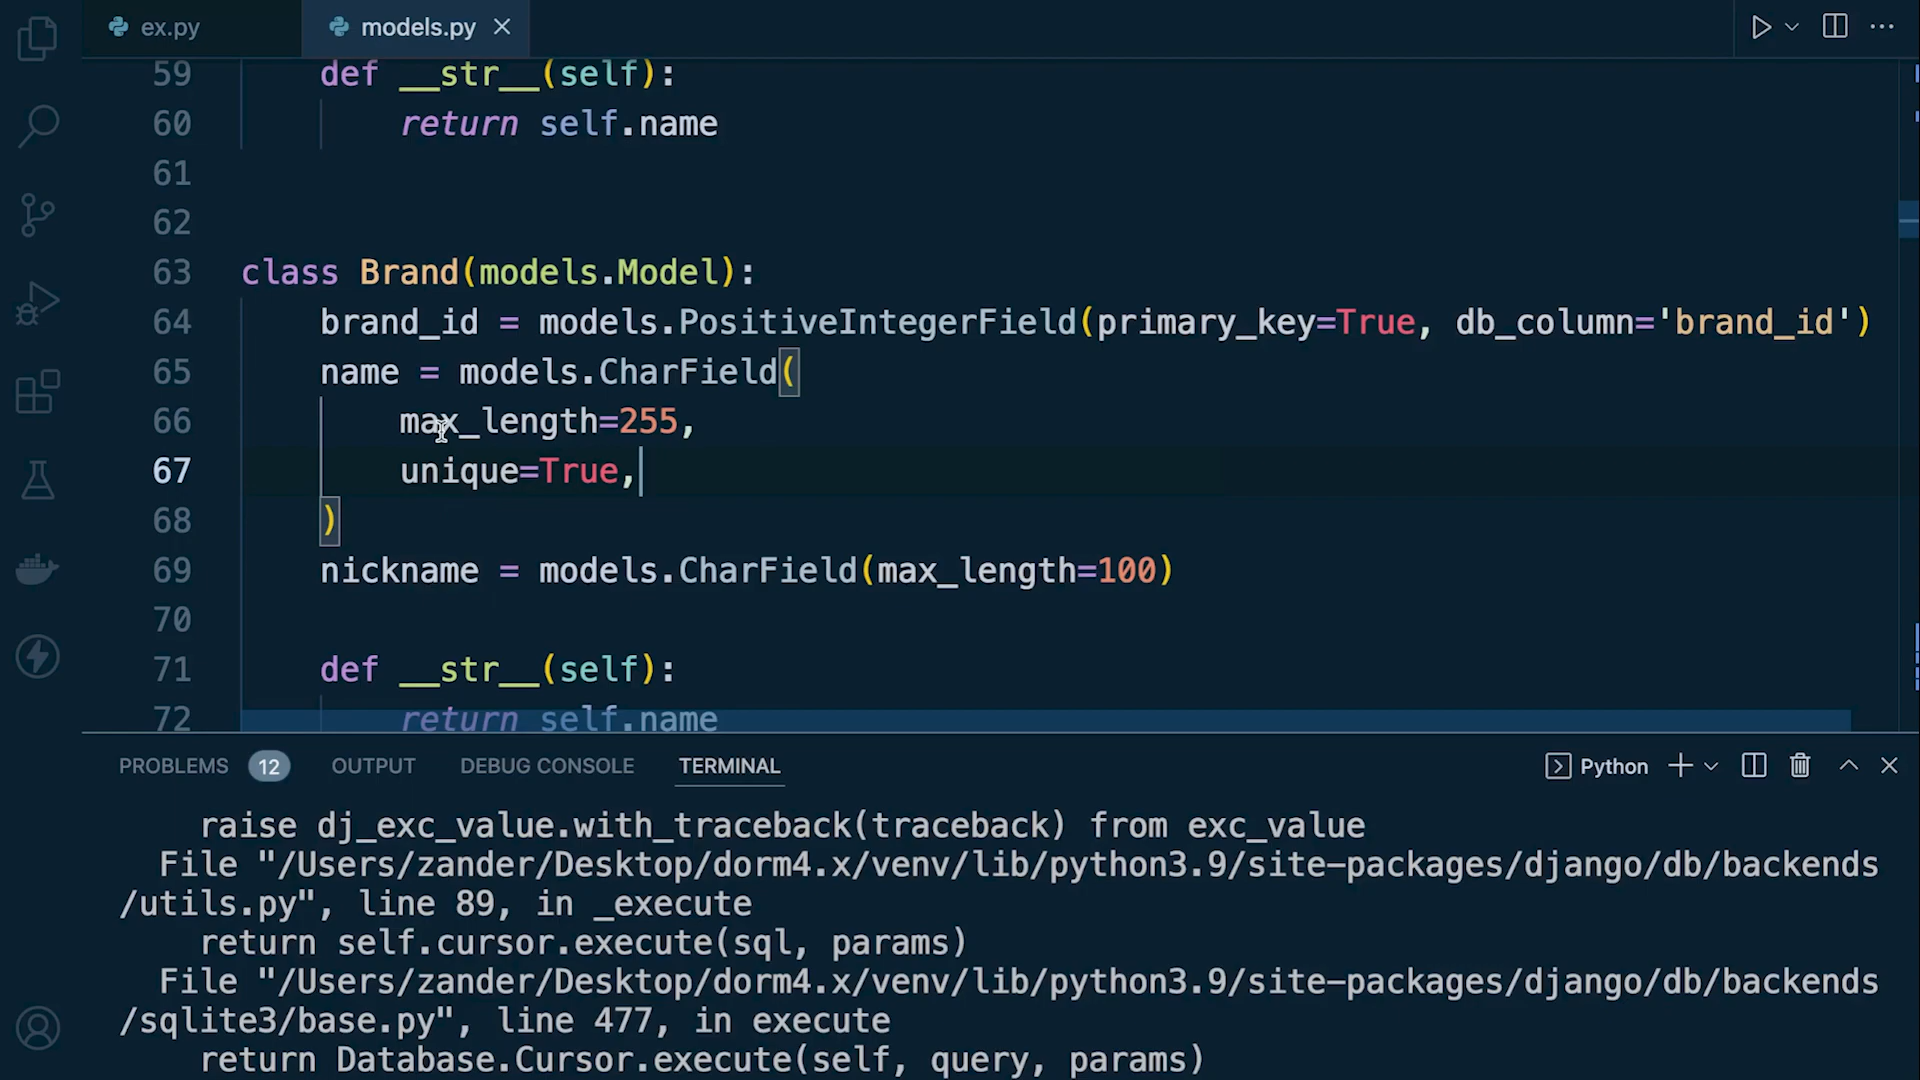 ex.py models.py
59 def __str__(self):
60 return self.name
61
62
63 class Brand(models.Model):
64 brand_id = models.PositiveIntegerField(primary_key=True, db_column='brand_id')
65 name = models.CharField(
66 max_length=255,
67 unique=True,
68 )
69 nickname = models.CharField(max_length=100)
70
71 def __str__(self):
72 return self.name
PROBLEMS 12 OUTPUT DEBUG CONSOLE TERMINAL Python
raise dj_exc_value.with_traceback(traceback) from exc_value
File "/Users/zander/Desktop/dorm4.x/venv/lib/python3.9/site-packages/django/db/backends
/utils.py", line 89, in _execute
return self.cursor.execute(sql, params)
File "/Users/zander/Desktop/dorm4.x/venv/lib/python3.9/site-packages/django/db/backends
/sqlite3/base.py", line 477, in execute
return Database.Cursor.execute(self, query, params)